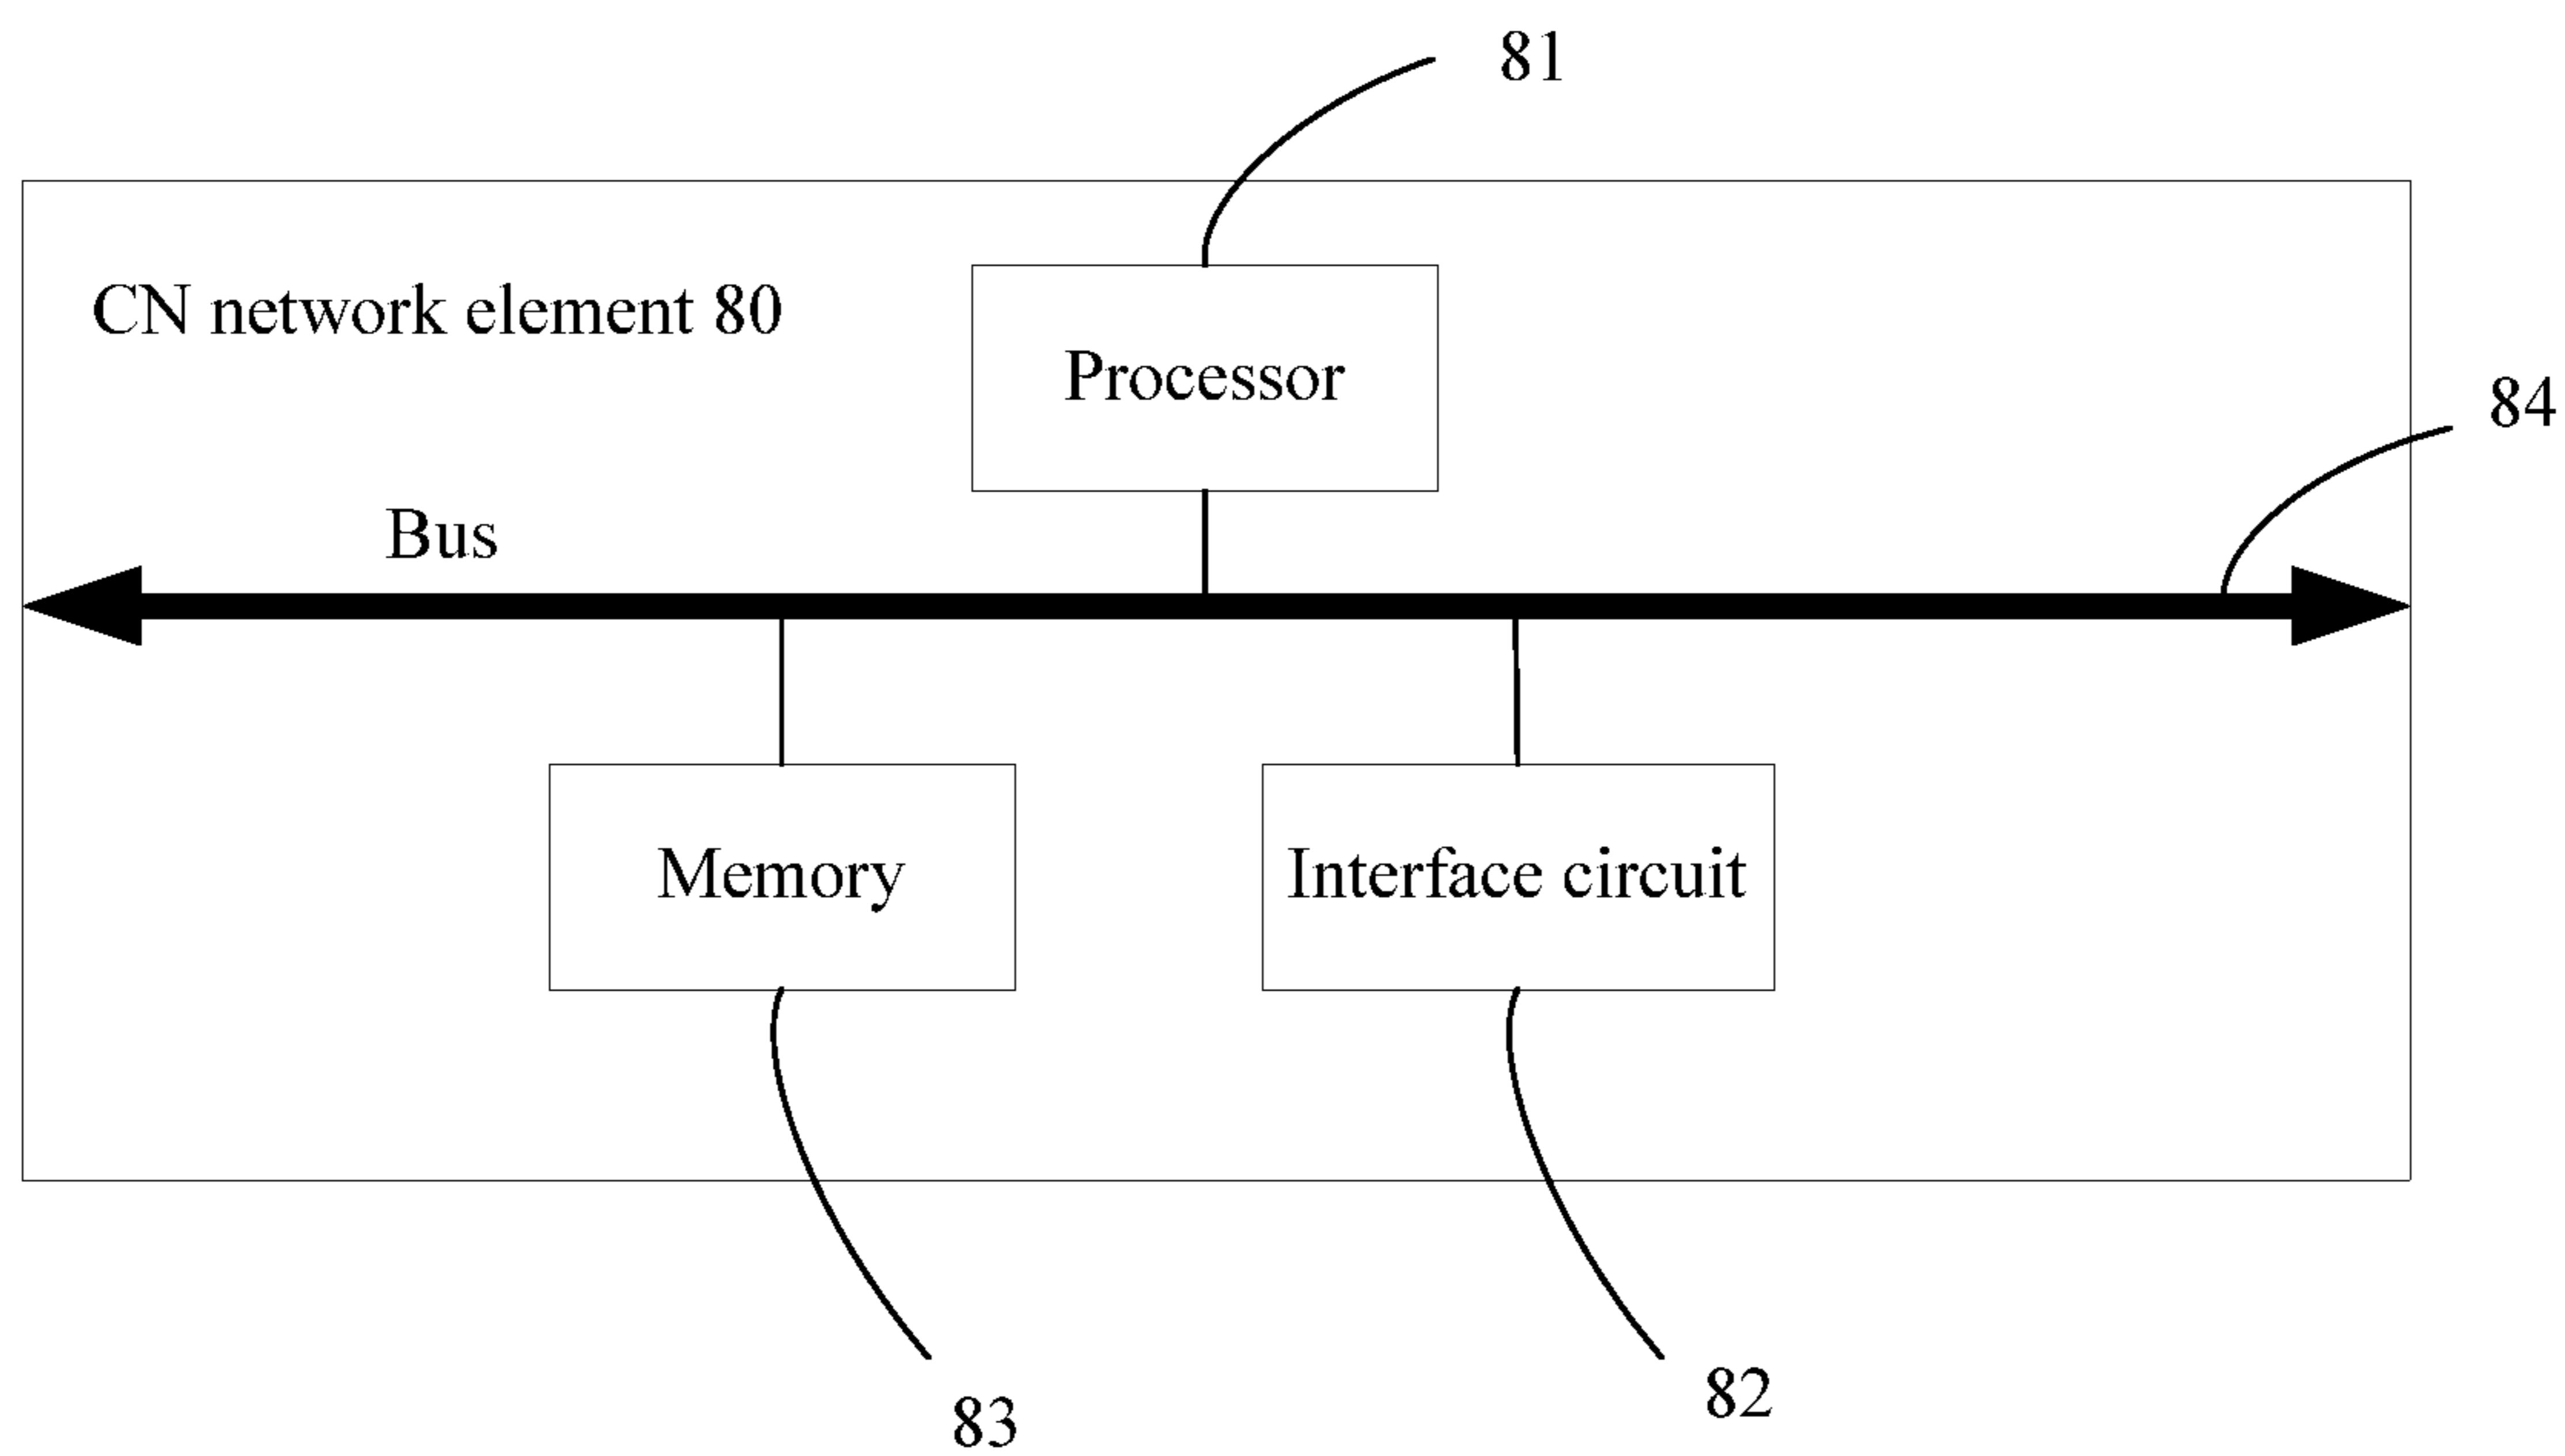 81
CN network element 80
Processor
84
Bus
Memory
Interface circuit
83
82